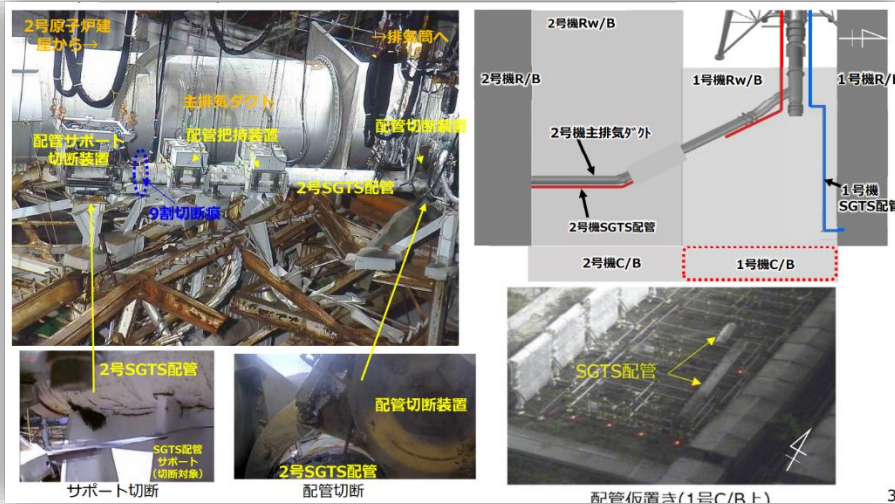 2号原子炉建
屋から→
→排気筒へ
主排気ダクト
配管把持装置
配管切断装置
配管サポート
切断装置
2号SGTS配管
9割切断痕
2号SGTS配管
SGTS配管
サポート
(切断対象)
サポート切断
配管切断装置
2号SGTS配管
配管切断
2号機Rw/B
2号機R/B
1号機Rw/B
1号機R/B
2号機主排気ダクト
2号機SGTS配管
1号機
SGTS配管
2号機C/B
1号機C/B
SGTS配管
配管仮置き(1号C/B上)
3